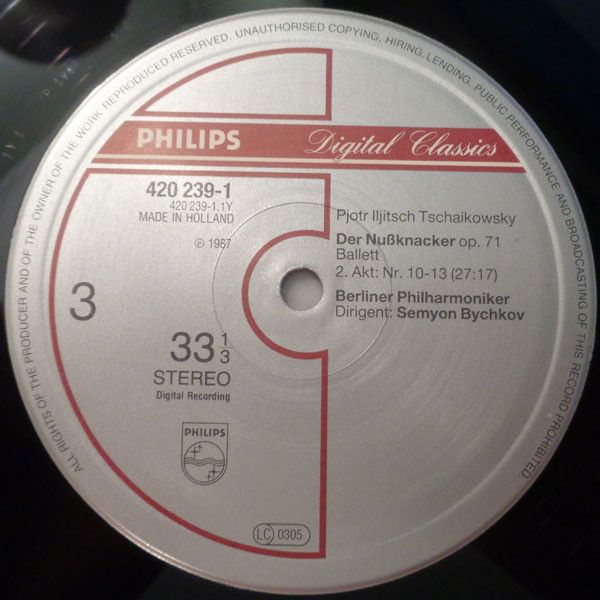 ALL RIGHTS OF THE PRODUCER AND OF THE OWNER OF THE WORK REPRODUCED RESERVED. UNAUTHORISED COPYING, HIRING, LENDING, PUBLIC PERFORMANCE AND BROADCASTING OF THIS RECORD PROHIBITED.
PHILIPS Digital Classics
420 239-1
420 239-1.1Y
MADE IN HOLLAND
℗ 1987
Pjotr Iljitsch Tschaikowsky
Der Nußknacker op. 71
Ballett
2. Akt: Nr. 10-13 (27:17)
Berliner Philharmoniker
Dirigent: Semyon Bychkov
3
33 1/3
STEREO
Digital Recording
PHILIPS
LC 0305